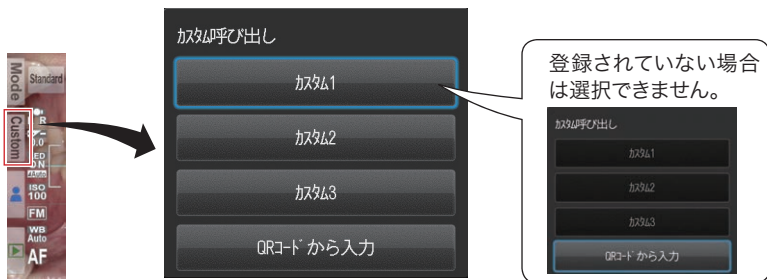 Mode
Standard
Custom
R
0.0
ED
ON
Auto
ISO
100
FM
WB
Auto
AF
ｶｽﾀﾑ呼び出し
ｶｽﾀﾑ1
ｶｽﾀﾑ2
ｶｽﾀﾑ3
QRｺｰﾄﾞから入力
登録されていない場合
は選択できません。
ｶｽﾀﾑ呼び出し
ｶｽﾀﾑ1
ｶｽﾀﾑ2
ｶｽﾀﾑ3
QRｺｰﾄﾞから入力